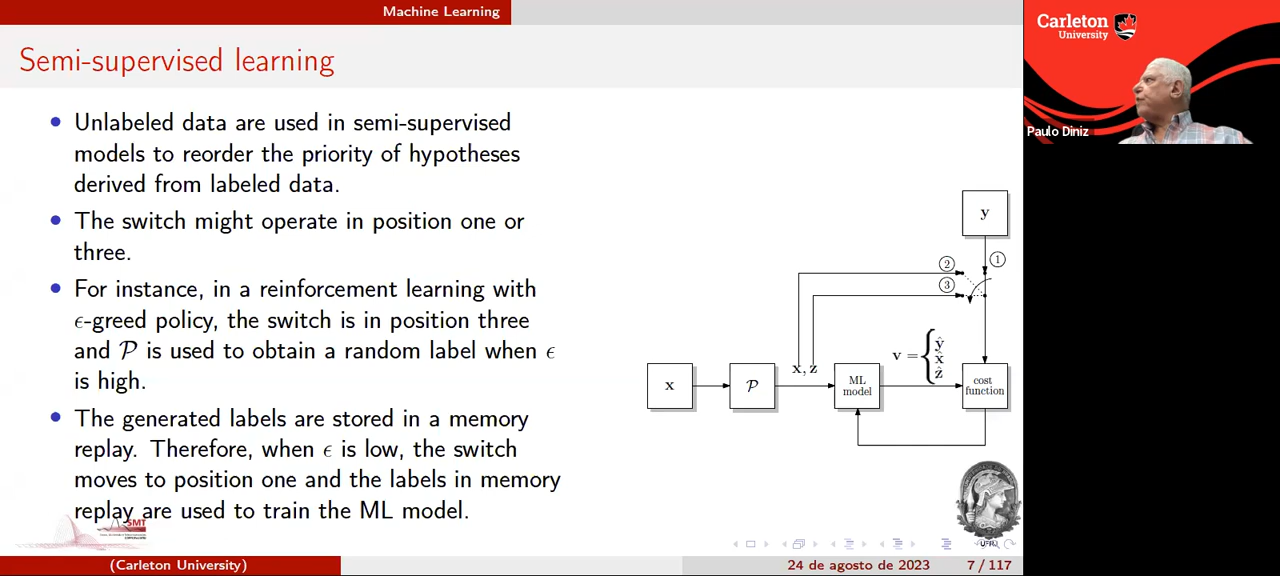 Machine Learning
Semi-supervised learning
Unlabeled data are used in semi-supervised
models to reorder the priority of hypotheses
derived from labeled data.
The switch might operate in position one or
three.
For instance, in a reinforcement learning with
ϵ-greed policy, the switch is in position three
and 𝒫 is used to obtain a random label when ϵ
is high.
The generated labels are stored in a memory
replay. Therefore, when ϵ is low, the switch
moves to position one and the labels in memory
replay are used to train the ML model.
y
①
②
③
v = { ŷ
x̂
ẑ
x
𝒫
x, z
ML
model
cost
function
SMT
UFRJ
(Carleton University)
24 de agosto de 2023
7 / 117
Carleton
University
Paulo Diniz